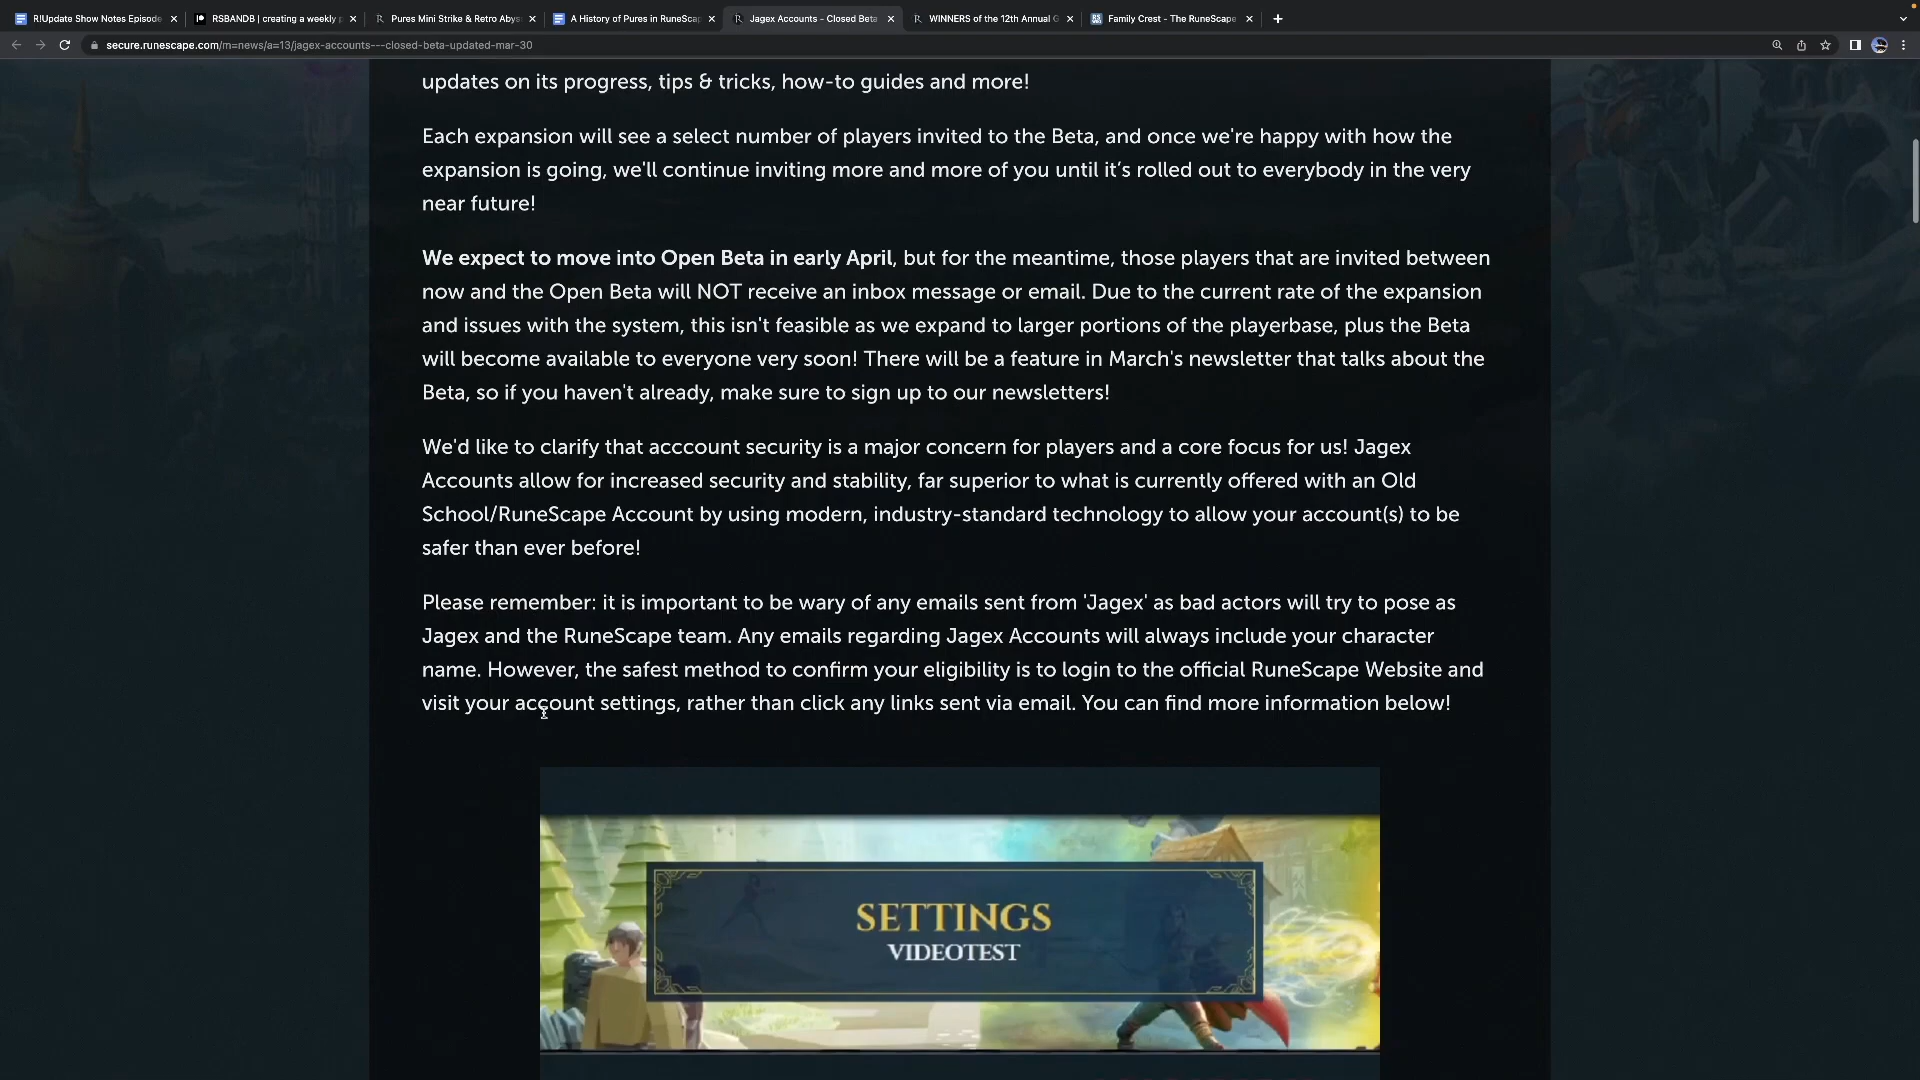 R!Update Show Notes Episode
RSBANDB | creating a weekly p
Pures Mini Strike & Retro Abys
A History of Pures in RuneScap
Jagex Accounts - Closed Beta
WINNERS of the 12th Annual G
Family Crest - The RuneScape
secure.runescape.com/m=news/a=13/jagex-accounts---closed-beta-updated-mar-30
updates on its progress, tips & tricks, how-to guides and more!
Each expansion will see a select number of players invited to the Beta, and once we're happy with how the
expansion is going, we'll continue inviting more and more of you until it's rolled out to everybody in the very
near future!
We expect to move into Open Beta in early April, but for the meantime, those players that are invited between
now and the Open Beta will NOT receive an inbox message or email. Due to the current rate of the expansion
and issues with the system, this isn't feasible as we expand to larger portions of the playerbase, plus the Beta
will become available to everyone very soon! There will be a feature in March's newsletter that talks about the
Beta, so if you haven't already, make sure to sign up to our newsletters!
We'd like to clarify that acccount security is a major concern for players and a core focus for us! Jagex
Accounts allow for increased security and stability, far superior to what is currently offered with an Old
School/RuneScape Account by using modern, industry-standard technology to allow your account(s) to be
safer than ever before!
Please remember: it is important to be wary of any emails sent from 'Jagex' as bad actors will try to pose as
Jagex and the RuneScape team. Any emails regarding Jagex Accounts will always include your character
name. However, the safest method to confirm your eligibility is to login to the official RuneScape Website and
visit your account settings, rather than click any links sent via email. You can find more information below!
SETTINGS
VIDEOTEST